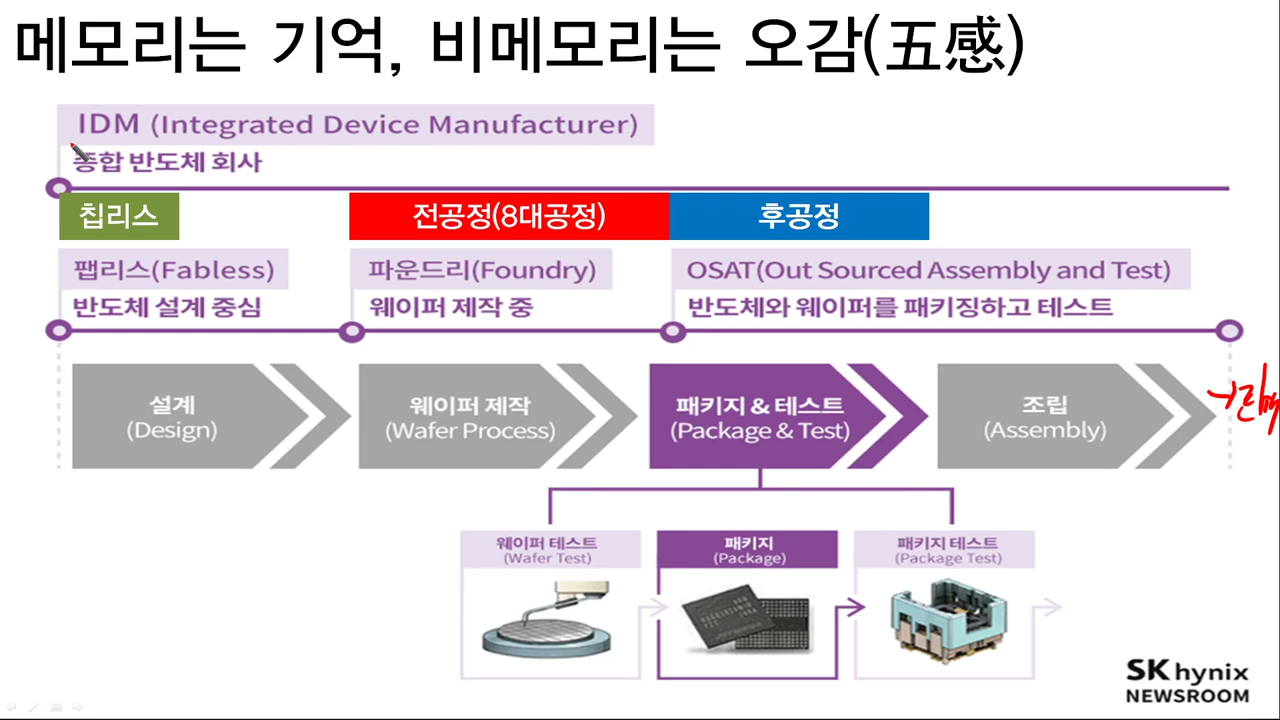 메모리는 기억, 비메모리는 오감(五感)
IDM (Integrated Device Manufacturer)
종합 반도체 회사
칩리스
전공정(8대공정)
후공정
팹리스(Fabless)
반도체 설계 중심
파운드리(Foundry)
웨이퍼 제작 중
OSAT(Out Sourced Assembly and Test)
반도체와 웨이퍼를 패키징하고 테스트
설계
(Design)
웨이퍼 제작
(Wafer Process)
패키지 & 테스트
(Package & Test)
조립
(Assembly)
웨이퍼 테스트
(Wafer Test)
패키지
(Package)
패키지 테스트
(Package Test)
SK hynix
NEWSROOM